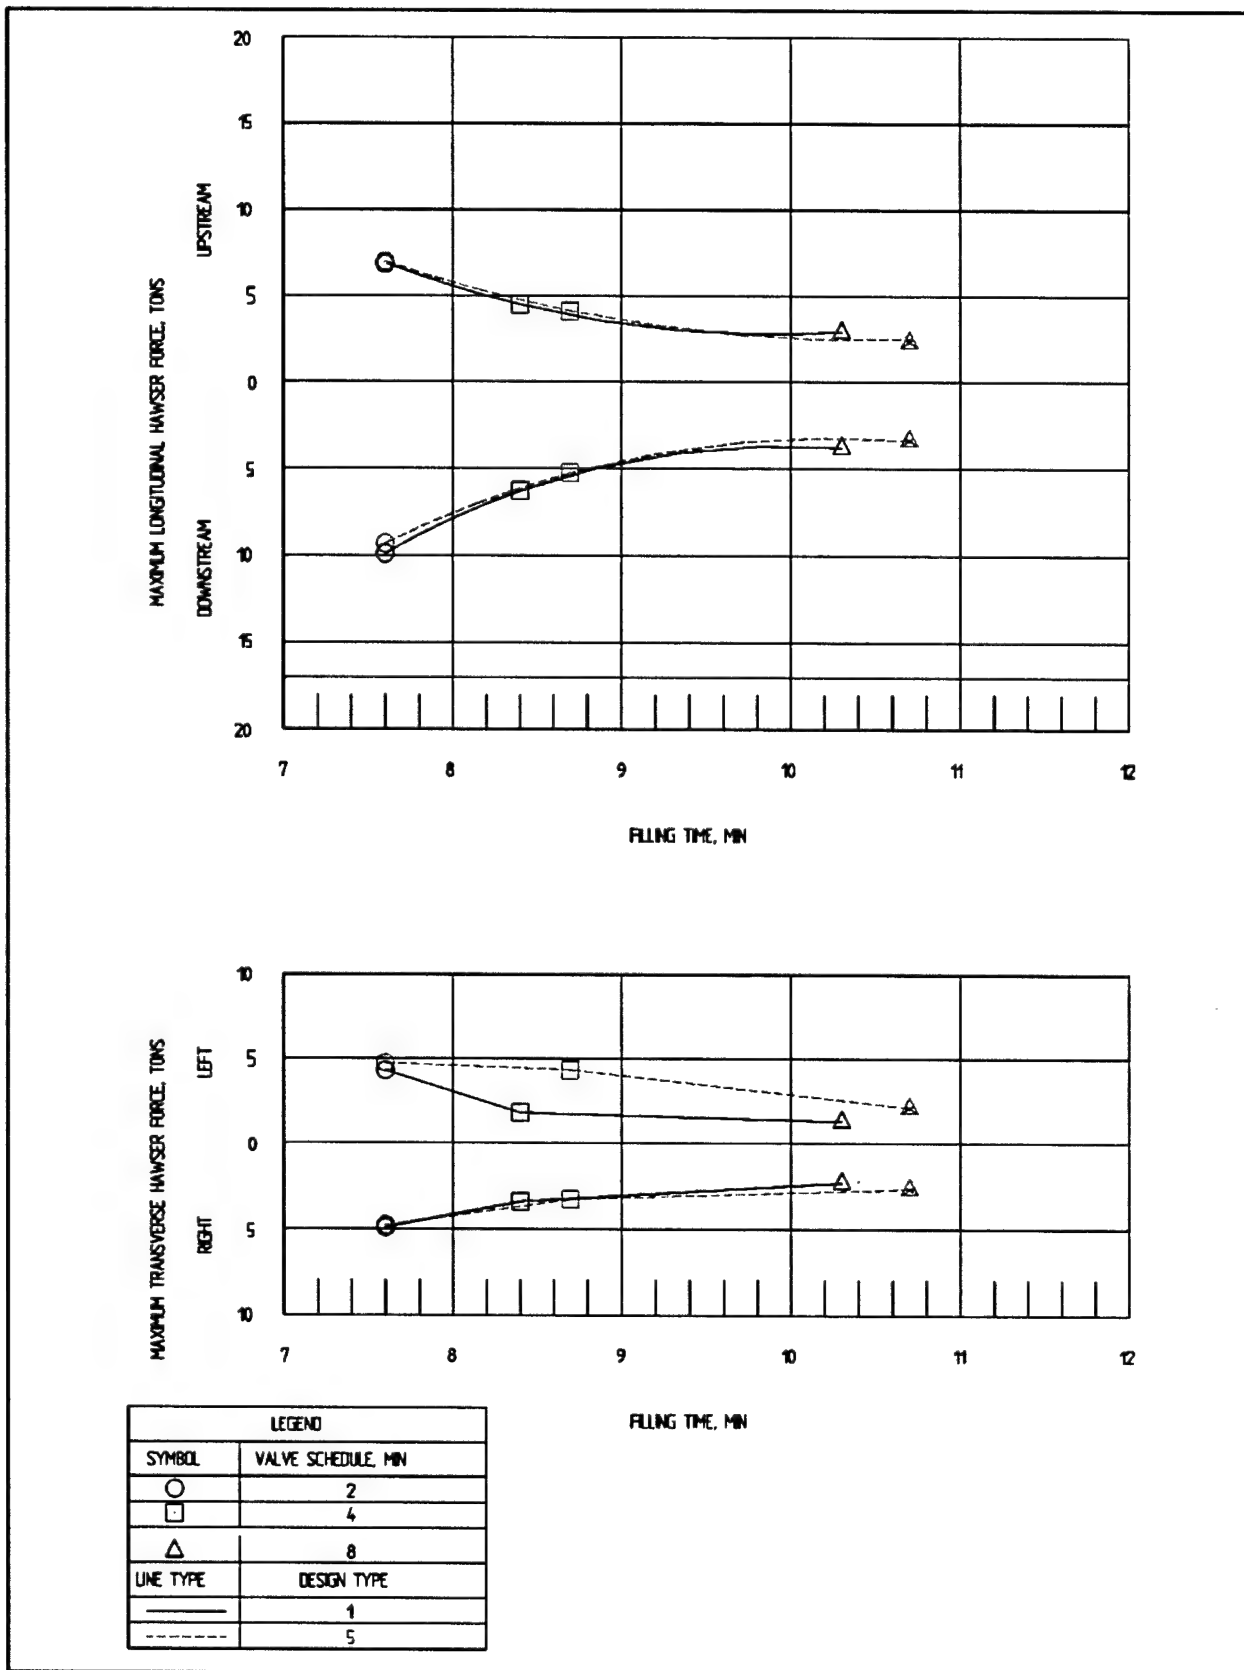 20
15
10
5
0
5
10
15
20
UPSTREAM
DOWNSTREAM
MAXIMUM LONGITUDINAL HAWSER FORCE, TONS
7 8 9 10 11 12
FILLING TIME, MIN
10
5
0
5
10
LEFT
RIGHT
MAXIMUM TRANSVERSE HAWSER FORCE, TONS
7 8 9 10 11 12
FILLING TIME, MIN
LEGEND
SYMBOL VALVE SCHEDULE, MIN
2
4
8
LINE TYPE DESIGN TYPE
1
5